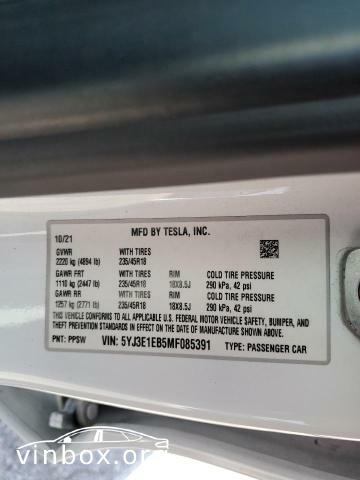 MFD BY TESLA, INC.
10/21
GVWR WITH TIRES
2220 kg (4894 lB) 235/45R18
GAWR FRT WITH TIRES RIM COLD TIRE PRESSURE
1110 kg (2447 lB) 235/45R18 18X8.5J 290 kPa, 42 psi
GAWR RR WITH TIRES RIM COLD TIRE PRESSURE
1257 kg (2771 lB) 235/45R18 18X8.5J 290 kPa, 42 psi
THIS VEHICLE CONFORMS TO ALL APPLICABLE
U.S. FEDERAL MOTOR VEHICLE SAFETY, BUMPER, AND
THEFT PREVENTION STANDARDS IN EFFECT ON THE DATE OF MANUFACTURE SHOWN ABOVE.
PNT: PPSW VIN: 5YJ3E1EB5MF085391 TYPE: PASSENGER CAR
vinbox.org
vinbox.org